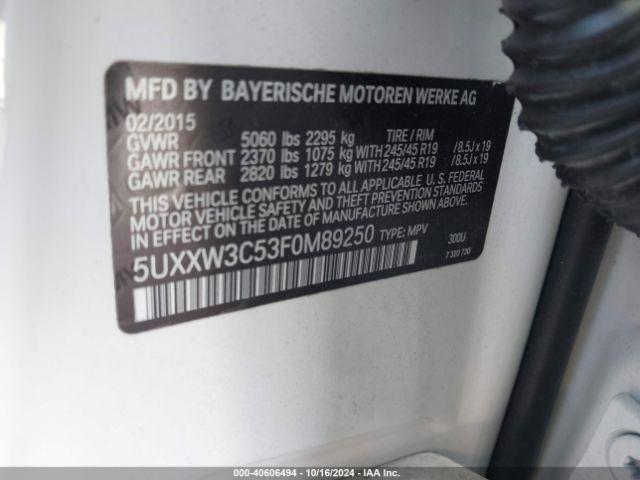 MFD BY BAYERISCHE MOTOREN WERKE AG
02/2015
GVWR 5060 lbs 2295 kg TIRE / RIM
GAWR FRONT 2370 lbs 1075 kg WITH 245/45 R19 / 8.5J x 19
GAWR REAR 2820 lbs 1279 kg WITH 245/45 R19 / 8.5J x 19
THIS VEHICLE CONFORMS TO ALL APPLICABLE U. S. FEDERAL
MOTOR VEHICLE SAFETY AND THEFT PREVENTION STANDARDS
IN EFFECT ON THE DATE OF MANUFACTURE SHOWN ABOVE.
5UXXW3C53F0M89250 TYPE: MPV 300U
7 320 730
000-40606494 - 10/16/2024 - IAA Inc.